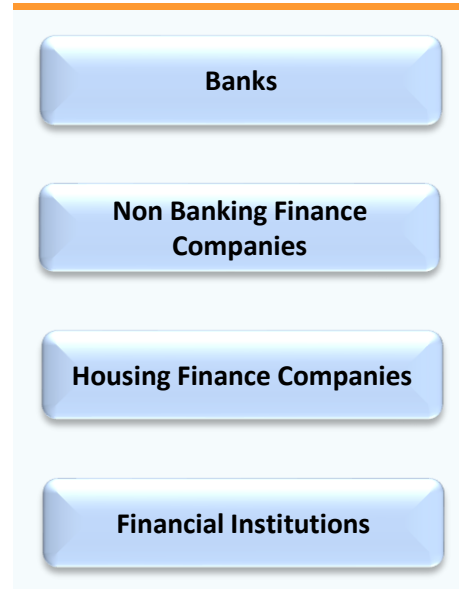 Banks
Non Banking Finance
Companies
Housing Finance Companies
Financial Institutions